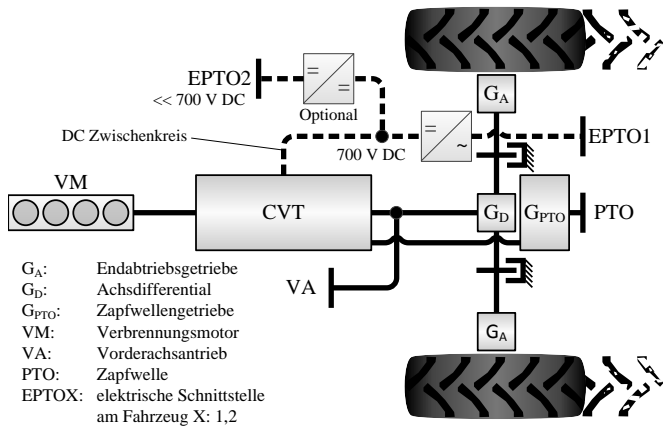 EPTO2
<< 700 V DC
=
=
Optional
G_A
DC Zwischenkreis
700 V DC
=
~
EPTO1
VM
CVT
G_D
G_PTO
PTO
VA
G_A
G_A: Endabtriebsgetriebe
G_D: Achsdifferential
G_PTO: Zapfwellengetriebe
VM: Verbrennungsmotor
VA: Vorderachsantrieb
PTO: Zapfwelle
EPTOX: elektrische Schnittstelle
am Fahrzeug X: 1,2